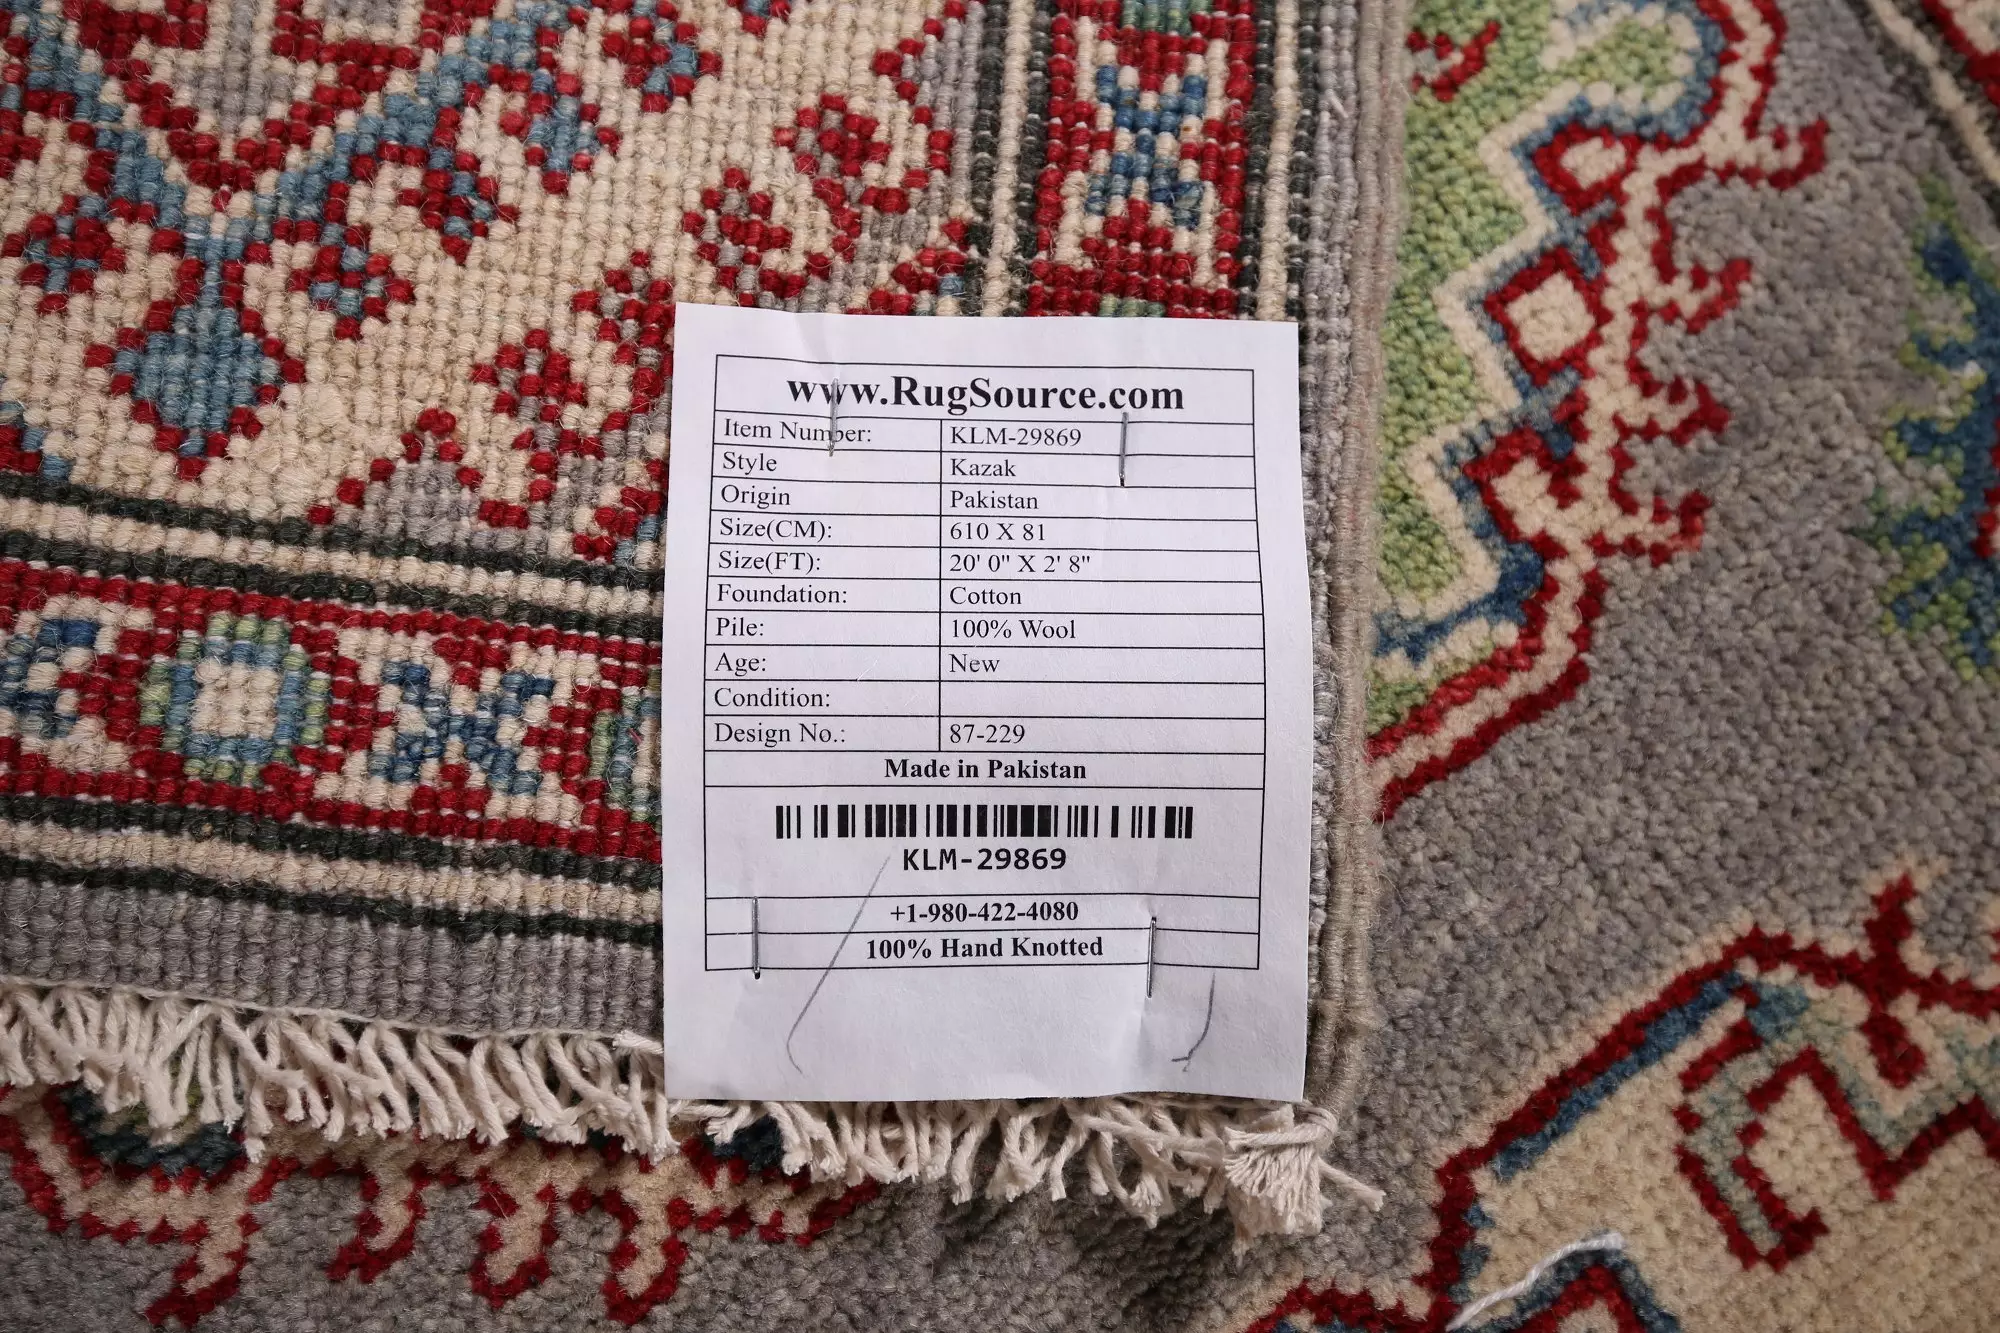 www.RugSource.com
Item Number: KLM-29869
Style Kazak
Origin Pakistan
Size(CM): 610 X 81
Size(FT): 20' 0" X 2' 8"
Foundation: Cotton
Pile: 100% Wool
Age: New
Condition:
Design No.: 87-229
Made in Pakistan
KLM-29869
+1-980-422-4080
100% Hand Knotted